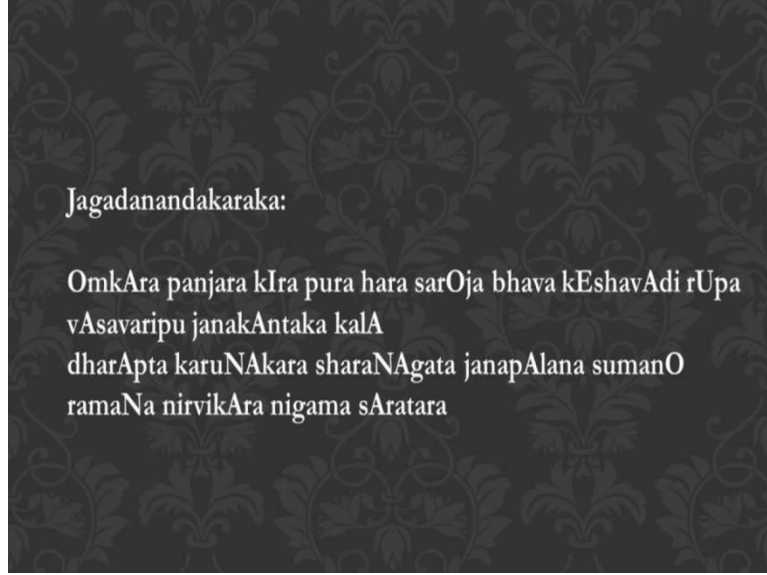 Jagadanandakaraka:
OmkAra panjara kIra pura hara sarOja bhava kEshavAdi rUpa
vAsavaripu janakAntaka kalA
dharApta karuNAkara sharaNAgata janapAlana sumanO
ramaNa nirvikAra nigama sAratara